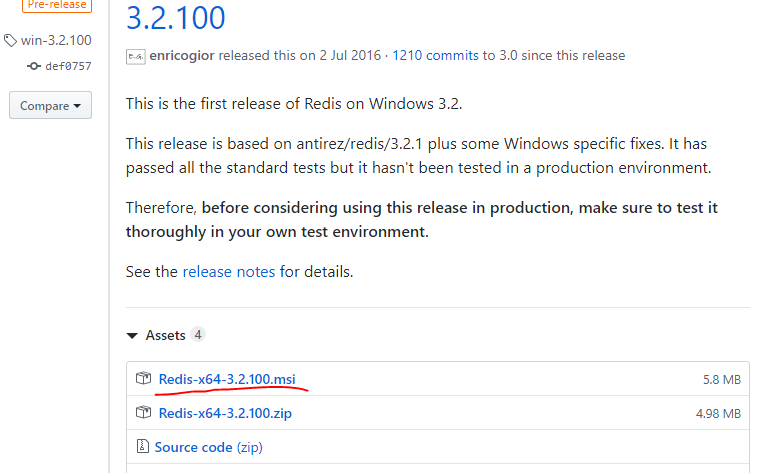 Pre-release
win-3.2.100
def0757
Compare
3.2.100
enricogior released this on 2 Jul 2016 · 1210 commits to 3.0 since this release
This is the first release of Redis on Windows 3.2.
This release is based on antirez/redis/3.2.1 plus some Windows specific fixes. It has
passed all the standard tests but it hasn't been tested in a production environment.
Therefore, before considering using this release in production, make sure to test it
thoroughly in your own test environment.
See the release notes for details.
Assets 4
Redis-x64-3.2.100.msi 5.8 MB
Redis-x64-3.2.100.zip 4.98 MB
Source code (zip)